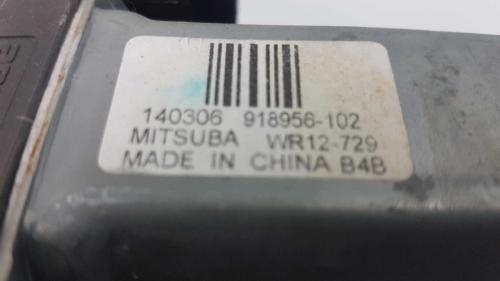 140306 918956-102
MITSUBA WR12-729
MADE IN CHINA B4B